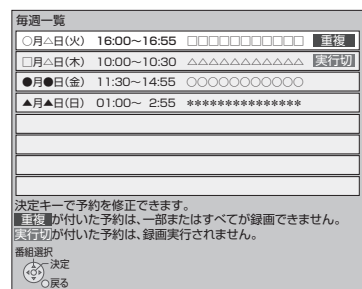 毎週一覧
○月△日(火) 16:00～16:55 □□□□□□□□□□□ 重複
□月△日(木) 10:00～10:30 △△△△△△△△△△△ 実行切
●月●日(金) 11:30～14:55 ○○○○○○○○○○○
▲月▲日(日) 01:00～ 2:55 ***************
決定キーで予約を修正できます。
重複 が付いた予約は、一部またはすべてが録画できません。
実行切が付いた予約は、録画実行されません。
番組選択
決定
戻る